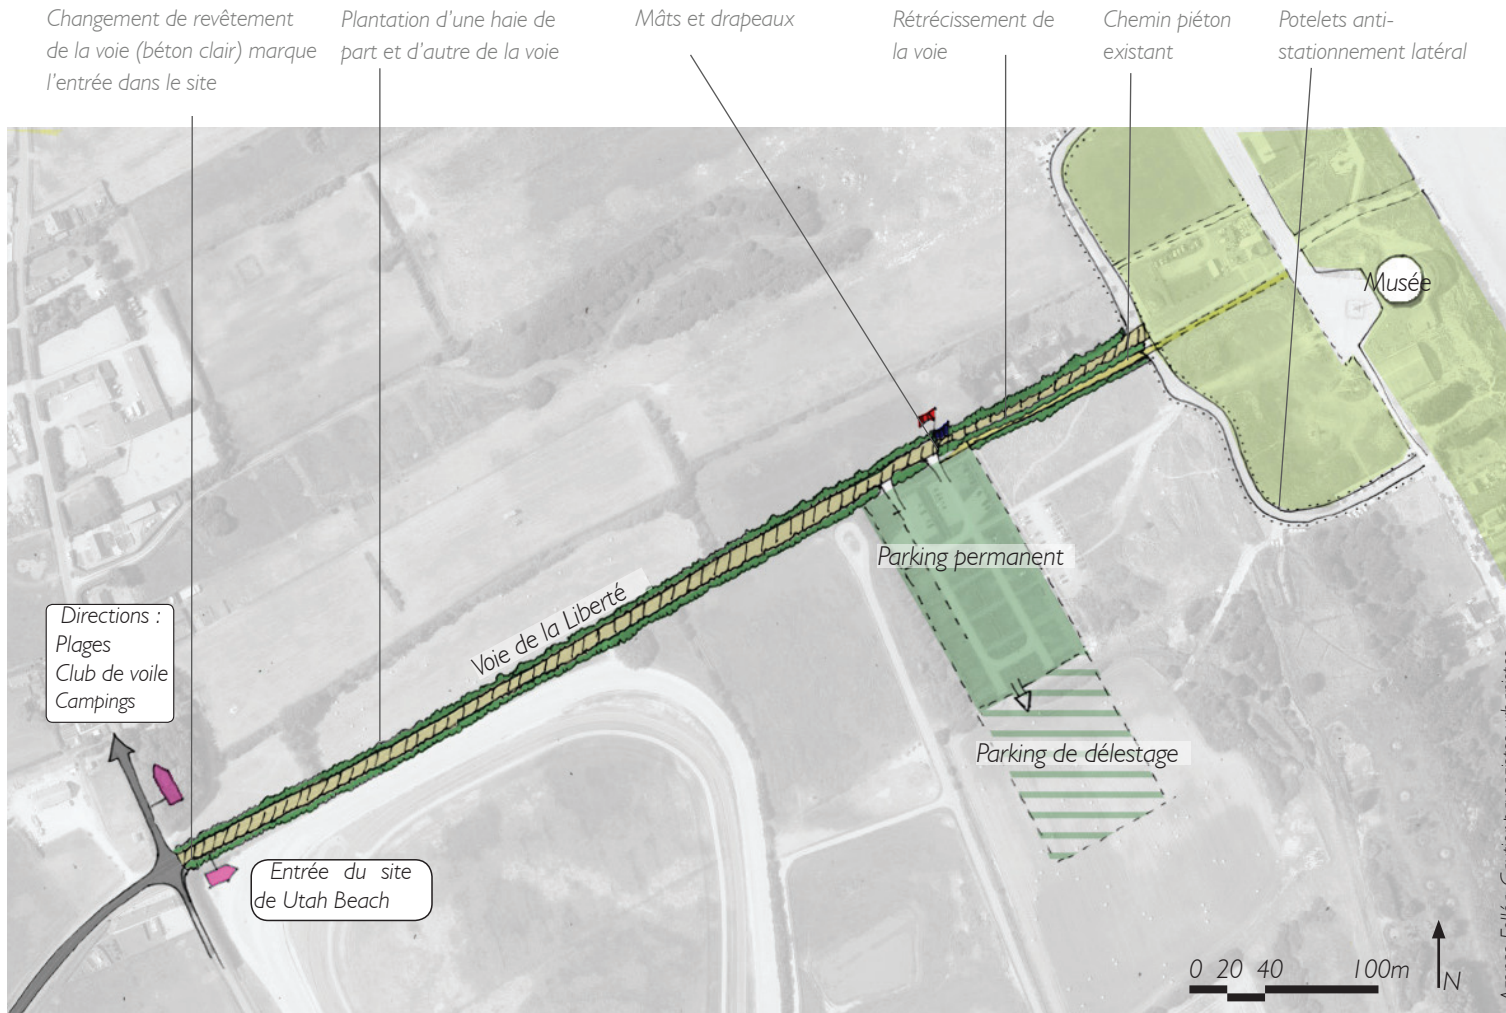 Changement de revêtement
de la voie (béton clair) marque
l'entrée dans le site
Plantation d'une haie de
part et d'autre de la voie
Mâts et drapeaux
Rétrécissement de
la voie
Chemin piéton
existant
Potelets anti-
stationnement latéral
Musée
Parking permanent
Voie de la Liberté
Directions :
Plages
Club de voile
Campings
Parking de délestage
Entrée du site
de Utah Beach
0 20 40 100m
N